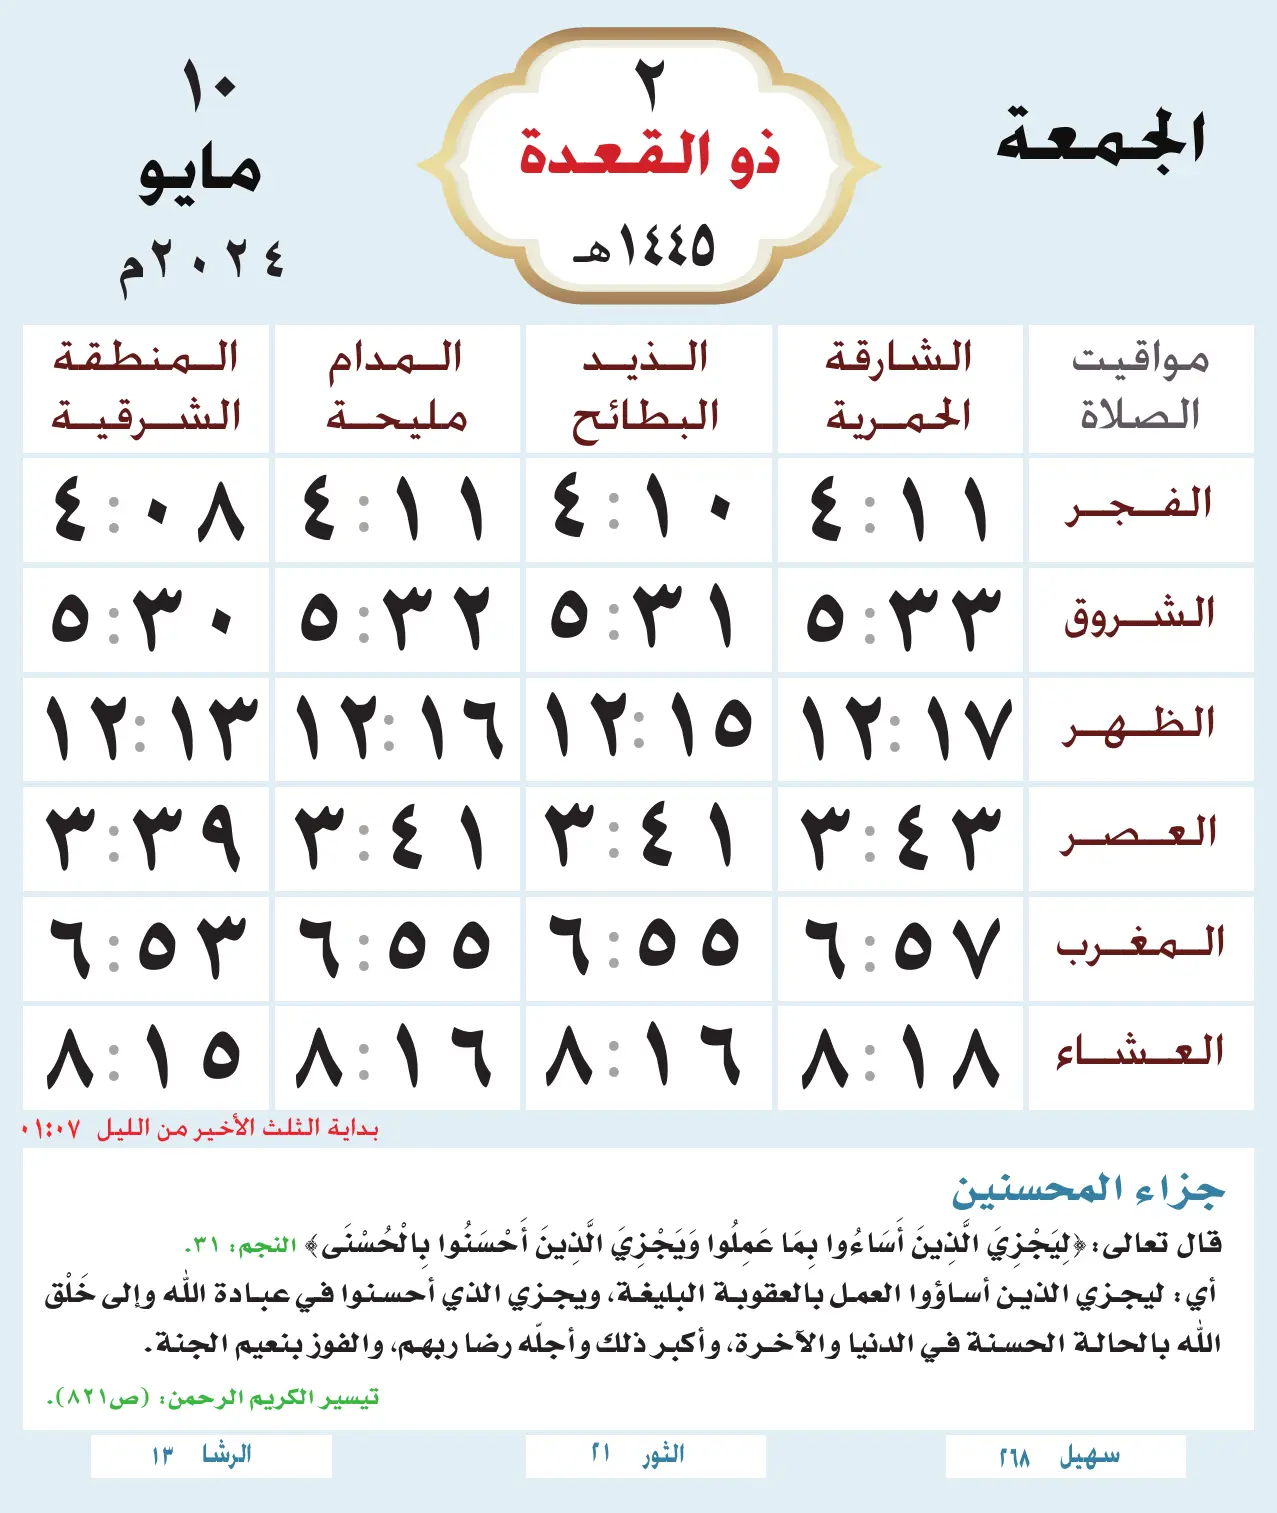 الجمعة
٢
ذو القعدة
١٤٤٥هـ
١٠
مايو
٢٠٢٤م
مواقيت الصلاة
الشارقة الحمرية
الذيد البطائح
المدام مليحة
المنطقة الشرقية
الفجر ٤:١١ ٤:١٠ ٤:١١ ٤:٠٨
الشروق ٥:٣٣ ٥:٣١ ٥:٣٢ ٥:٣٠
الظهر ١٢:١٧ ١٢:١٥ ١٢:١٦ ١٢:١٣
العصر ٣:٤٣ ٣:٤١ ٣:٤١ ٣:٣٩
المغرب ٦:٥٧ ٦:٥٥ ٦:٥٥ ٦:٥٣
العشاء ٨:١٨ ٨:١٦ ٨:١٦ ٨:١٥
بداية الثلث الأخير من الليل ٠١:٠٧
جزاء المحسنين
قال تعالى: ﴿لِيَجْزِيَ الَّذِينَ أَسَاءُوا بِمَا عَمِلُوا وَيَجْزِيَ الَّذِينَ أَحْسَنُوا بِالْحُسْنَى﴾ النجم: ٣١.
أي: ليجزي الذين أساؤوا العمل بالعقوبة البليغة، ويجزي الذي أحسنوا في عبادة الله وإلى خَلْق
الله بالحالة الحسنة في الدنيا والآخرة، وأكبر ذلك وأجلّه رضا ربهم، والفوز بنعيم الجنة.
تيسير الكريم الرحمن: (ص٨٢١).
سهيل ٢٦٨
الثور ٢١
الرشا ١٣